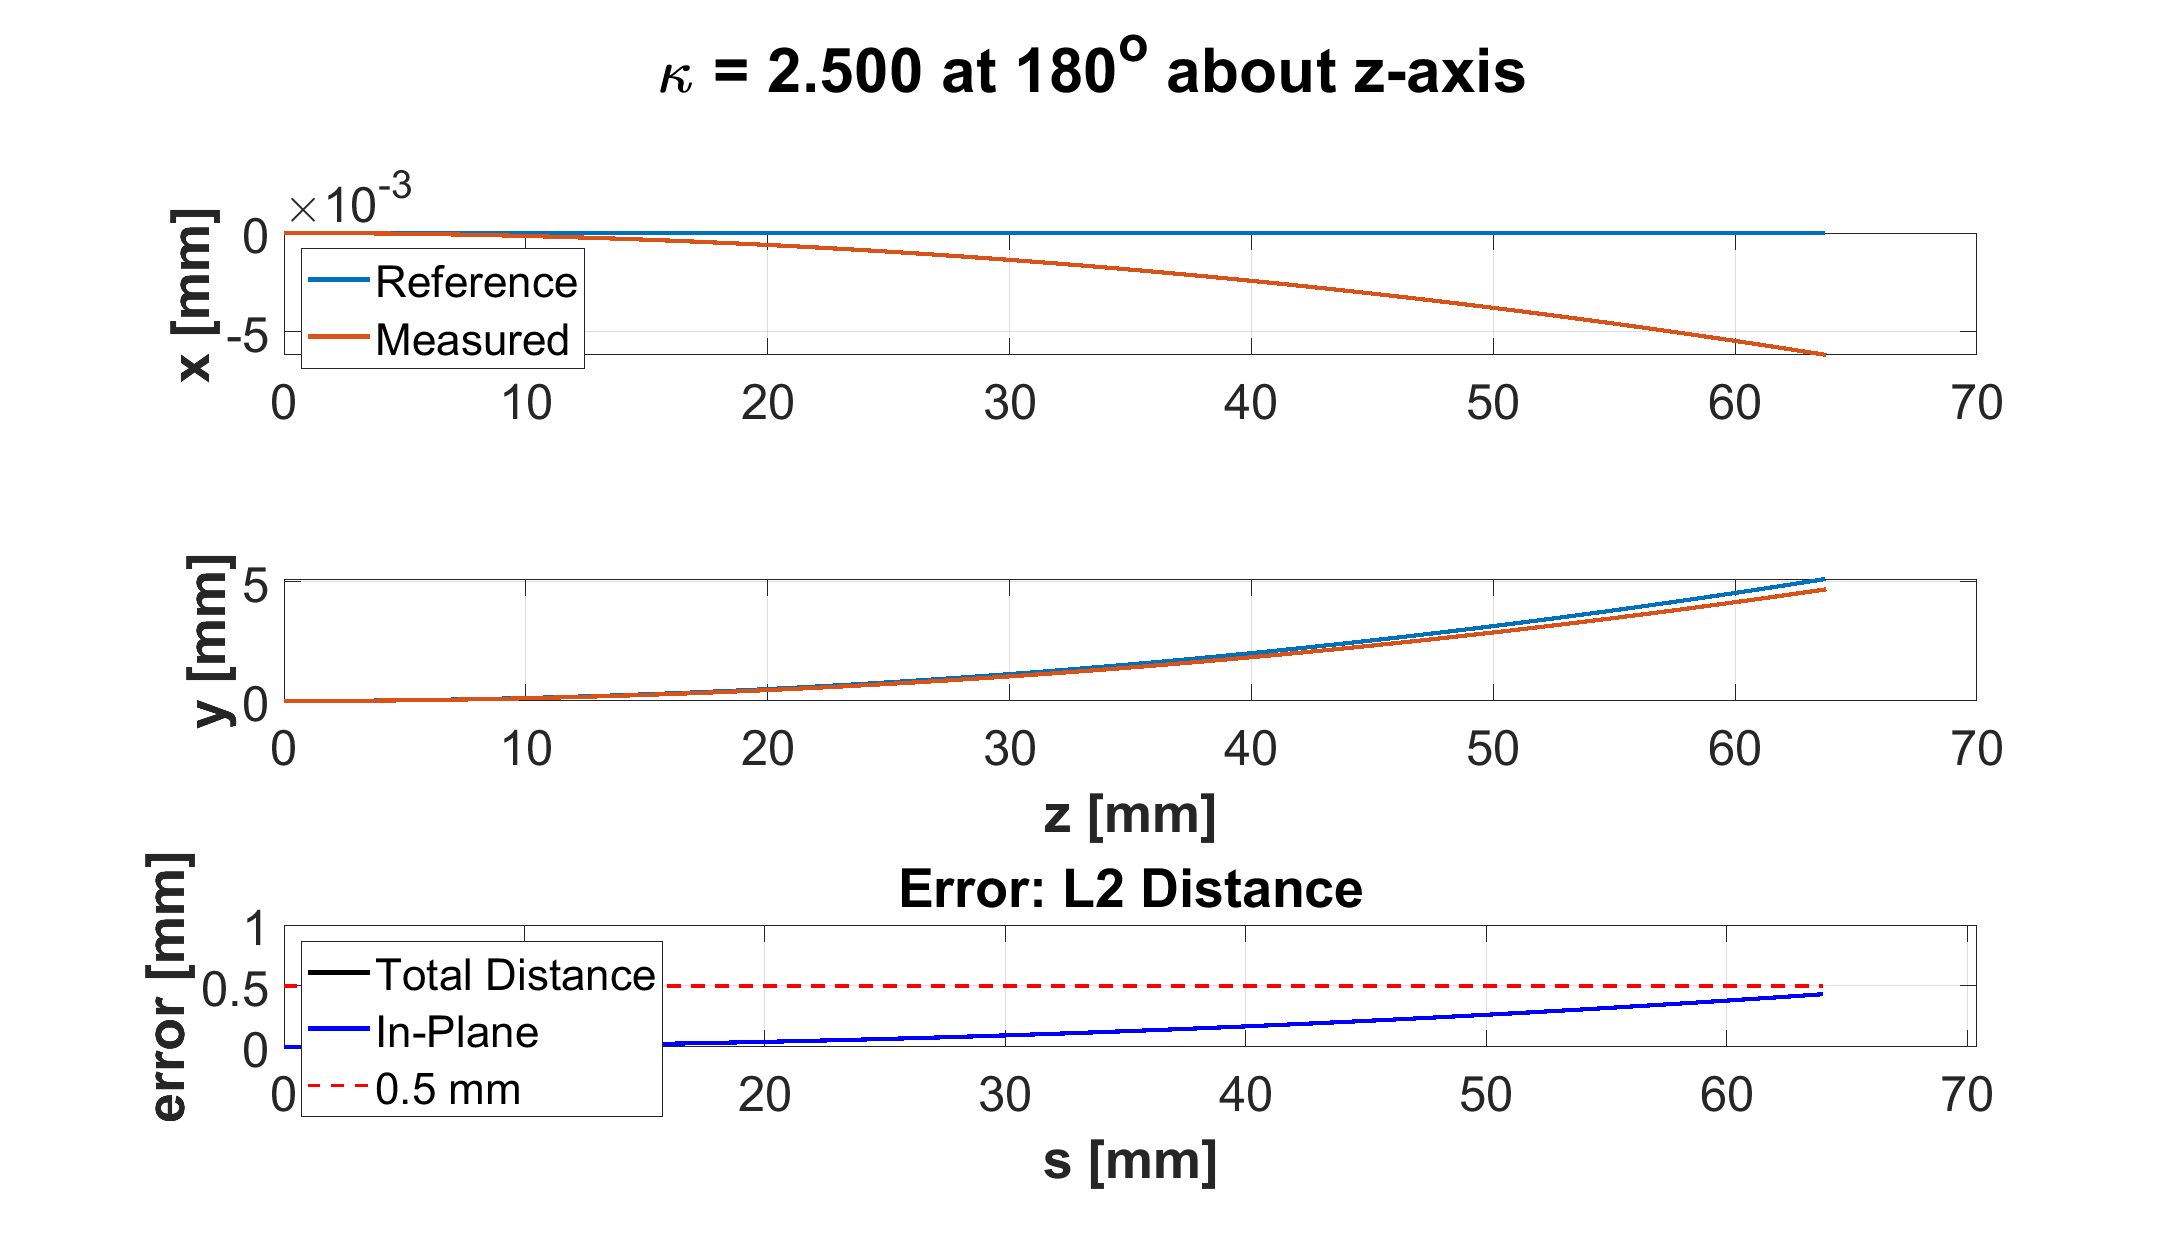 κ = 2.500 at 180° about z-axis
×10⁻³
0
-5
x [mm]
Reference
Measured
0 10 20 30 40 50 60 70
5
0
y [mm]
0 10 20 30 40 50 60 70
z [mm]
Error: L2 Distance
1
0.5
0
error [mm]
Total Distance
In-Plane
0.5 mm
0 20 30 40 50 60 70
s [mm]